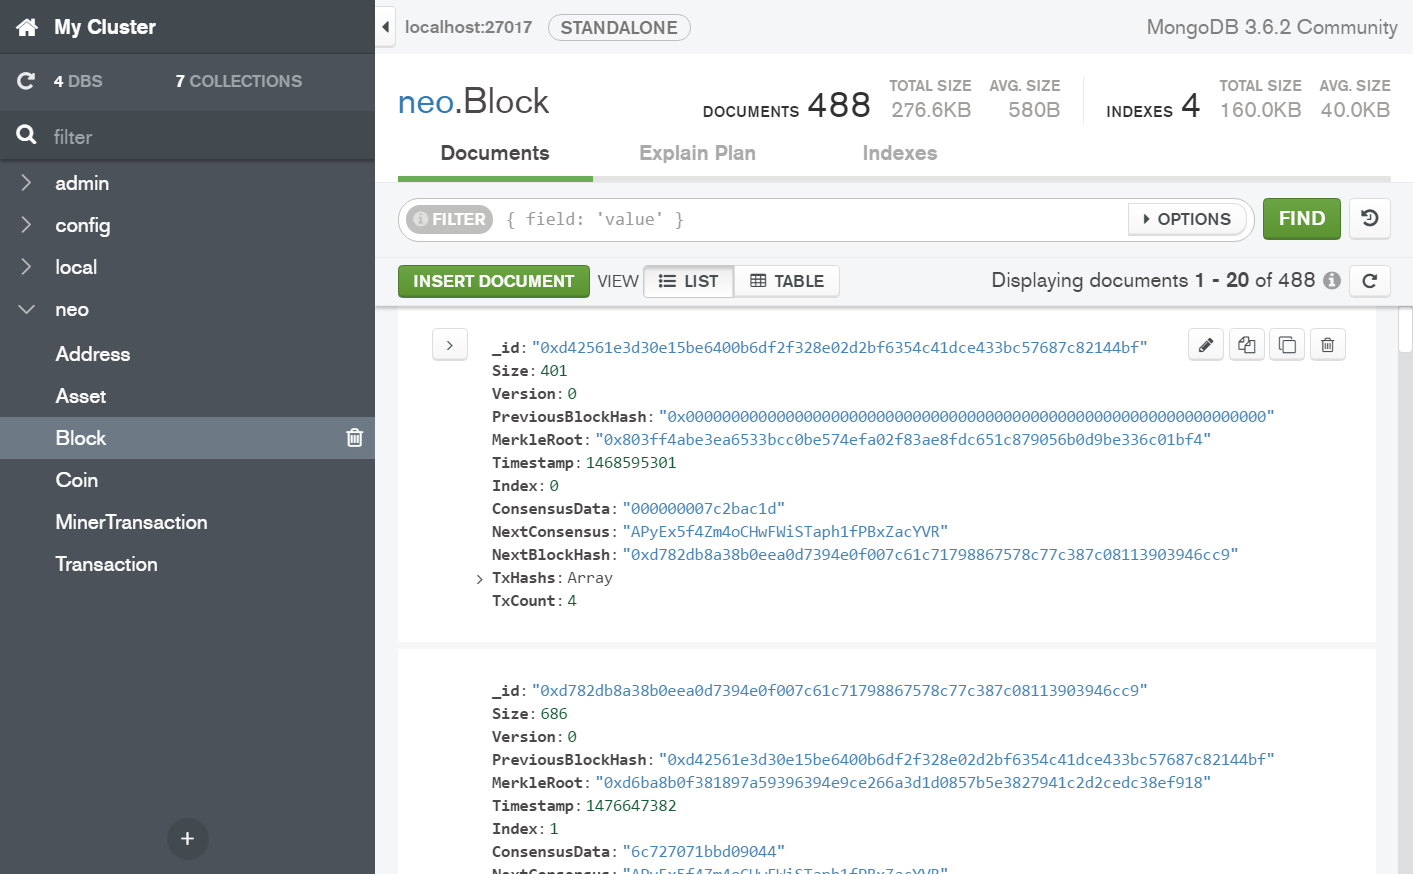 My Cluster
4 DBS 7 COLLECTIONS
filter
admin
config
local
neo
Address
Asset
Block
Coin
MinerTransaction
Transaction
+
localhost:27017 STANDALONE MongoDB 3.6.2 Community
neo.Block
DOCUMENTS 488 TOTAL SIZE 276.6KB AVG. SIZE 580B INDEXES 4 TOTAL SIZE 160.0KB AVG. SIZE 40.0KB
Documents Explain Plan Indexes
FILTER { field: 'value' } OPTIONS FIND
INSERT DOCUMENT VIEW LIST TABLE Displaying documents 1 - 20 of 488
_id: "0xd42561e3d30e15be6400b6df2f328e02d2bf6354c41dce433bc57687c82144bf"
Size: 401
Version: 0
PreviousBlockHash: "0x0000000000000000000000000000000000000000000000000000000000000000"
MerkleRoot: "0x803ff4abe3ea6533bcc0be574efa02f83ae8fdc651c879056b0d9be336c01bf4"
Timestamp: 1468595301
Index: 0
ConsensusData: "000000007c2bac1d"
NextConsensus: "APyEx5f4Zm4oCHwFWiSTaph1fPBxZacYVR"
NextBlockHash: "0xd782db8a38b0eea0d7394e0f007c61c71798867578c77c387c08113903946cc9"
TxHashs: Array
TxCount: 4
_id: "0xd782db8a38b0eea0d7394e0f007c61c71798867578c77c387c08113903946cc9"
Size: 686
Version: 0
PreviousBlockHash: "0xd42561e3d30e15be6400b6df2f328e02d2bf6354c41dce433bc57687c82144bf"
MerkleRoot: "0xd6ba8b0f381897a59396394e9ce266a3d1d0857b5e3827941c2d2cedc38ef918"
Timestamp: 1476647382
Index: 1
ConsensusData: "6c727071bbd09044"
NextConsensus: "APyEx5f4Zm4oCHwFWiSTaph1fPBxZacYVR"